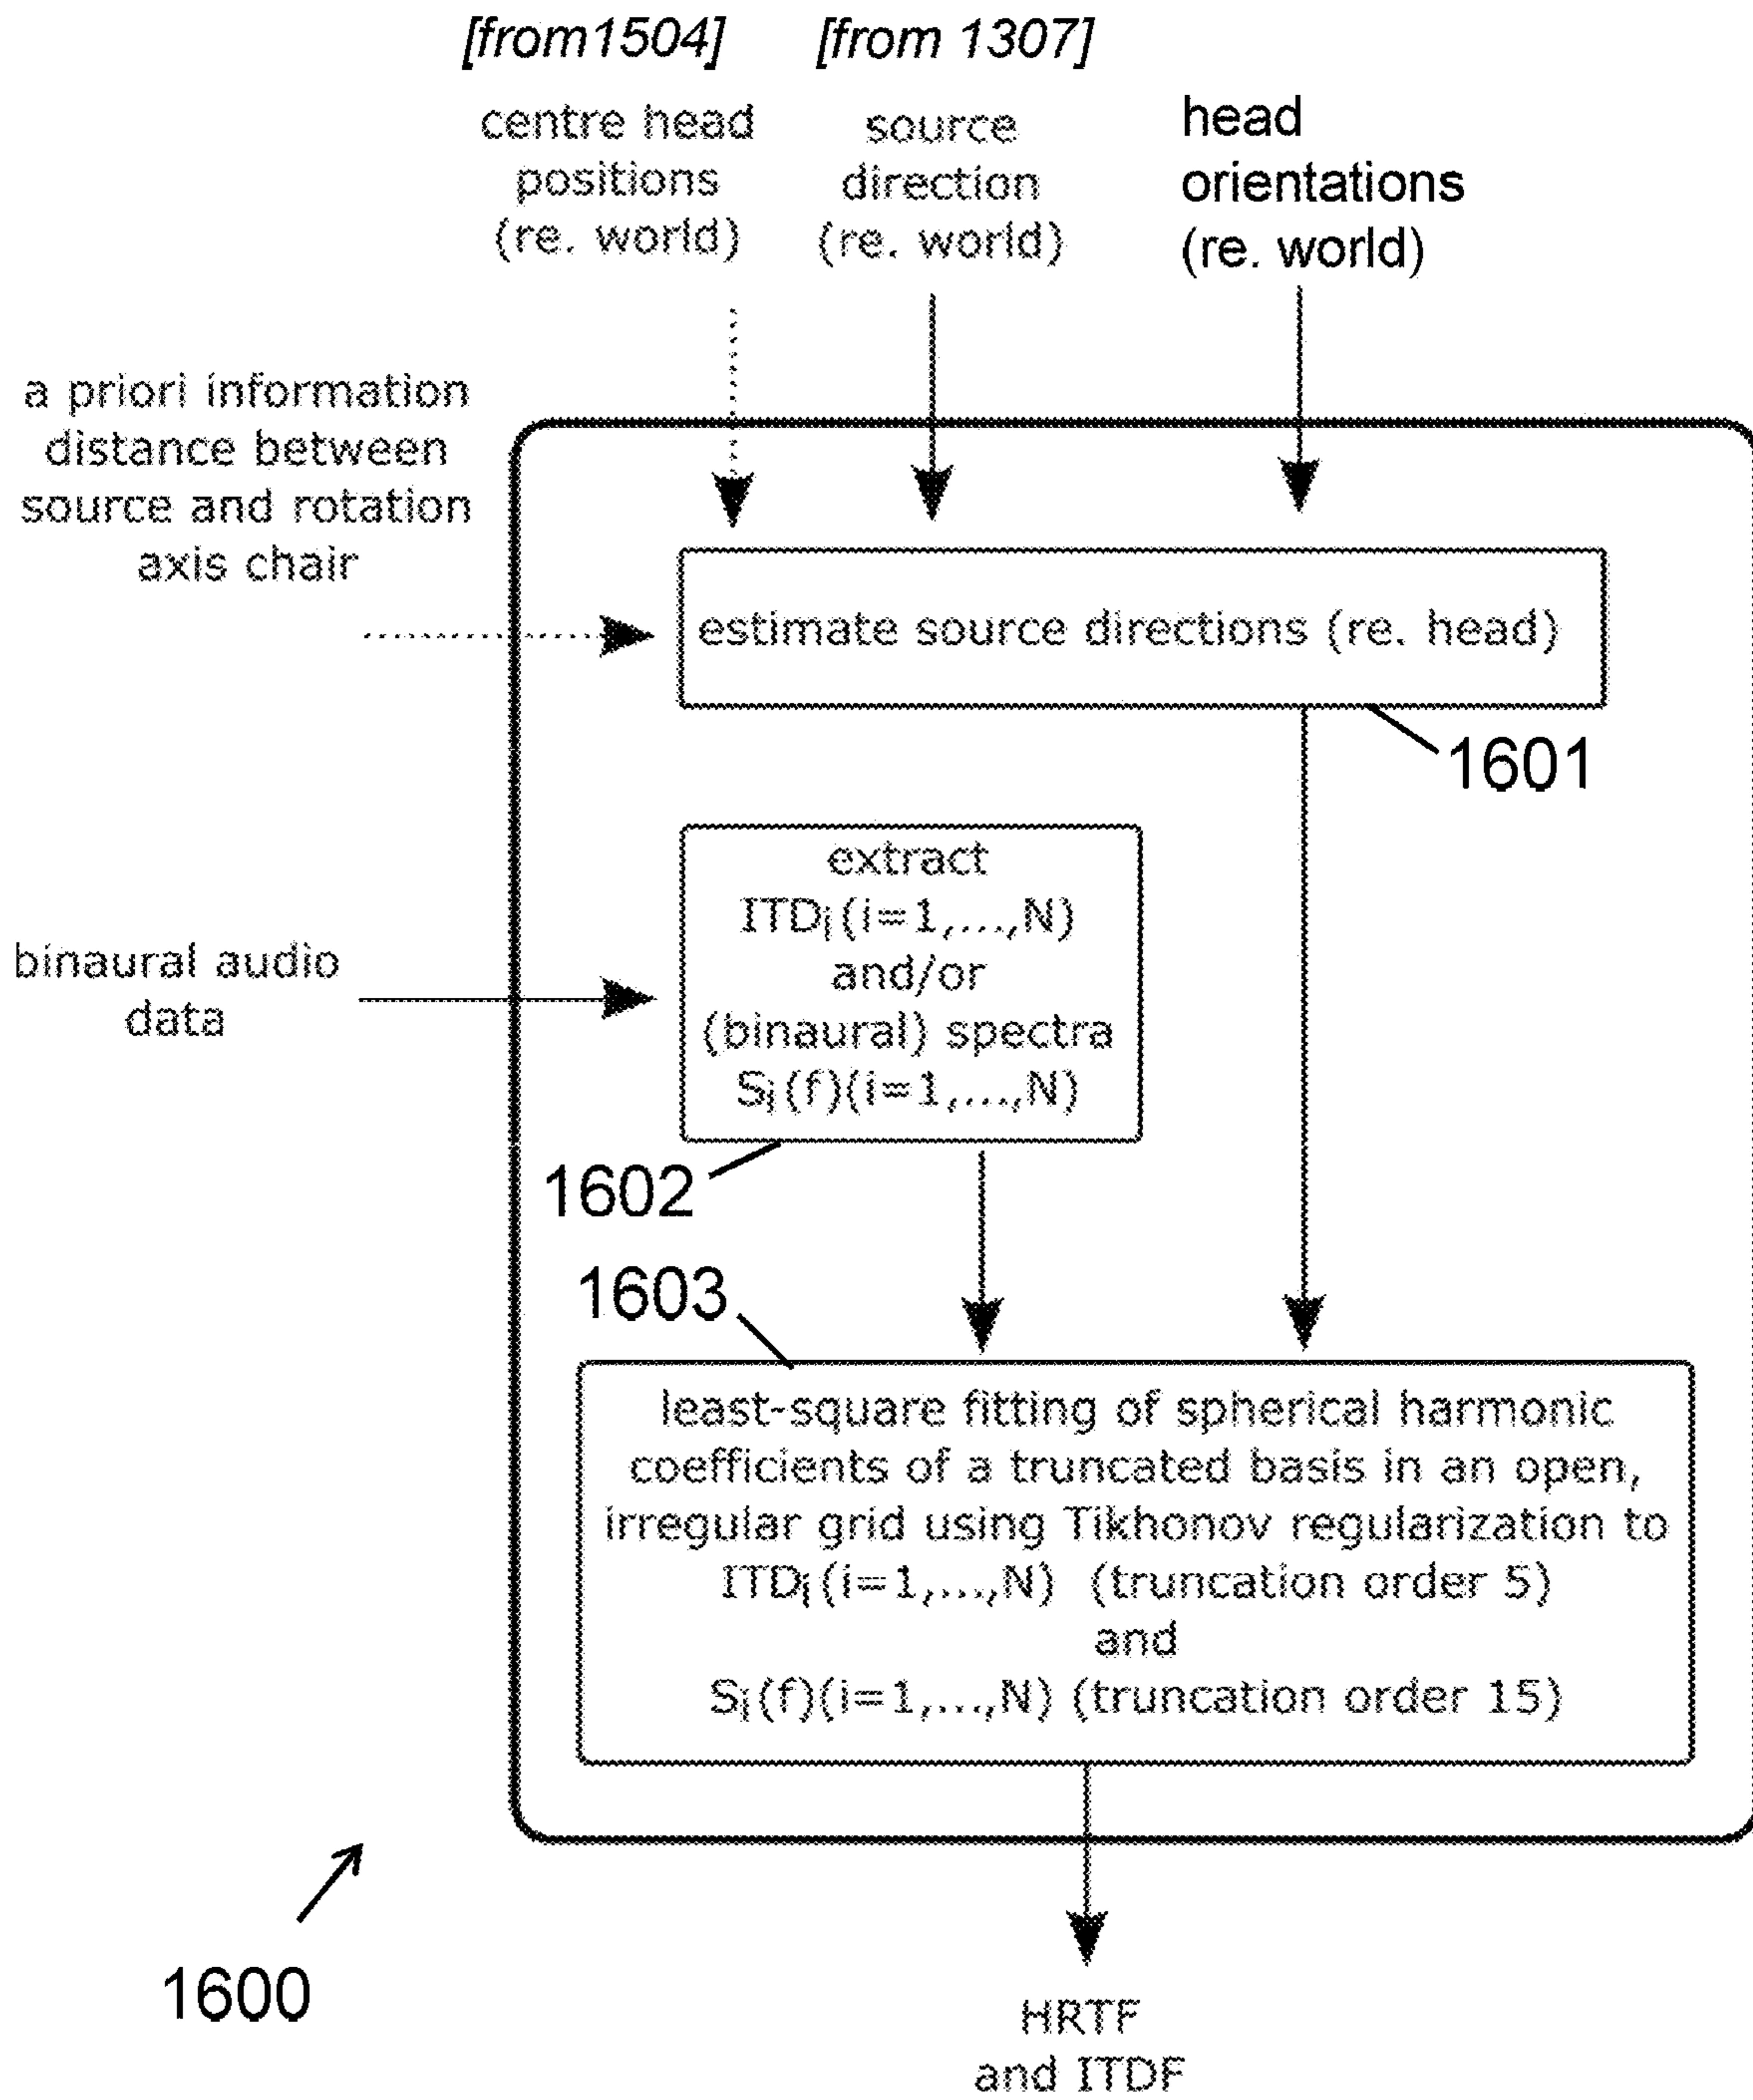 [from1504]
[from 1307]
centre head
positions
(re. world)
source
direction
(re. world)
head
orientations
(re. world)
a priori information
distance between
source and rotation
axis chair
estimate source directions (re. head)
1601
extract
ITDi(i=1,...,N)
and/or
(binaural) spectra
Si(f)(i=1,...,N)
binaural audio
data
1602
1603
least-square fitting of spherical harmonic
coefficients of a truncated basis in an open,
irregular grid using Tikhonov regularization to
ITDi(i=1,...,N) (truncation order 5)
and
Si(f)(i=1,...,N) (truncation order 15)
1600
HRTF
and ITDF